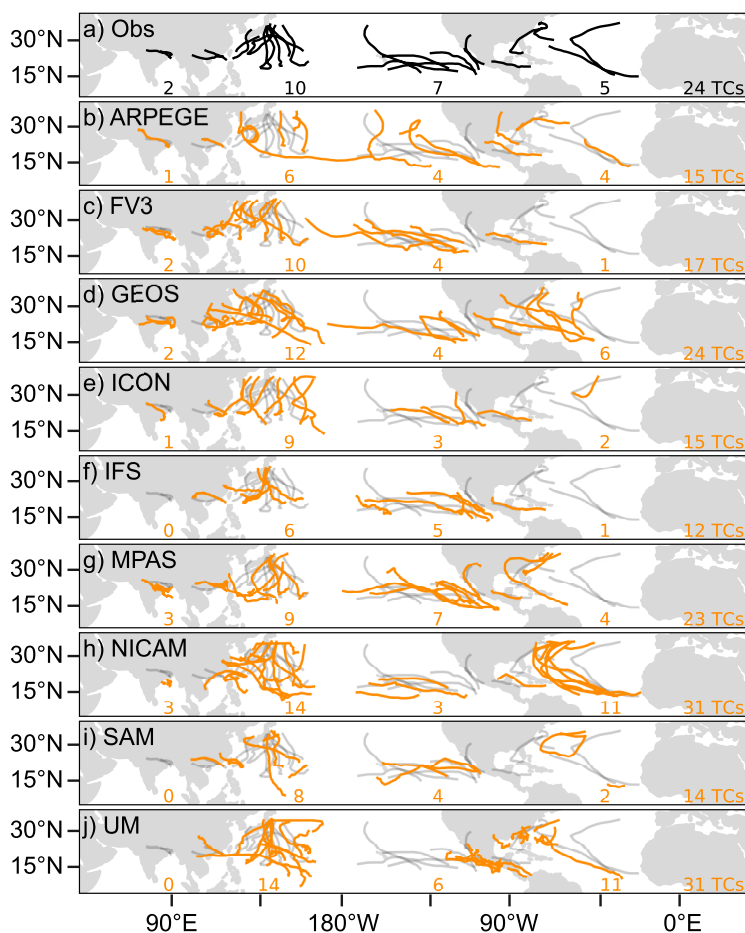 a) Obs
30°N
15°N
2 10 7 5 24 TCs
b) ARPEGE
30°N
15°N
1 6 4 4 15 TCs
c) FV3
30°N
15°N
2 10 4 1 17 TCs
d) GEOS
30°N
15°N
2 12 4 6 24 TCs
e) ICON
30°N
15°N
1 9 3 2 15 TCs
f) IFS
30°N
15°N
0 6 5 1 12 TCs
g) MPAS
30°N
15°N
3 9 7 4 23 TCs
h) NICAM
30°N
15°N
3 14 3 11 31 TCs
i) SAM
30°N
15°N
0 8 4 2 14 TCs
j) UM
30°N
15°N
0 14 6 11 31 TCs
90°E 180°W 90°W 0°E